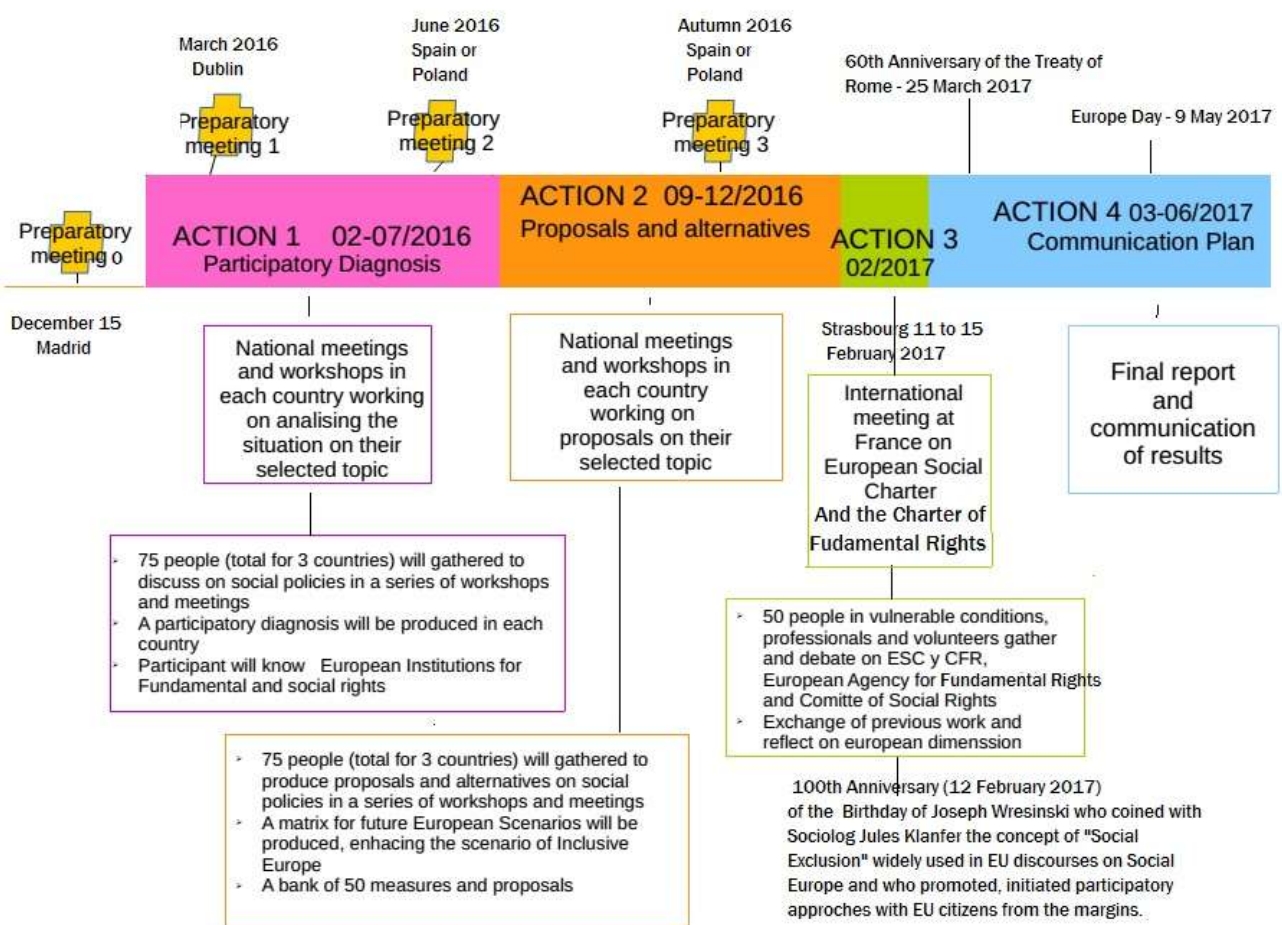 March 2016
Dublin
June 2016
Spain or
Poland
Autumn 2016
Spain or
Poland
60th Anniversary of the Treaty of
Rome - 25 March 2017
Europe Day - 9 May 2017
Preparatory
meeting 1
Preparatory
meeting 2
Preparatory
meeting 3
Preparatory
meeting 0
ACTION 1 02-07/2016
Participatory Diagnosis
ACTION 2 09-12/2016
Proposals and alternatives
ACTION 3
02/2017
ACTION 4 03-06/2017
Communication Plan
December 15
Madrid
National meetings
and workshops in
each country working
on analising the
situation on their
selected topic
National meetings
and workshops in
each country
working on
proposals on their
selected topic
Strasbourg 11 to 15
February 2017
International
meeting at
France on
European Social
Charter
And the Charter of
Fudamental Rights
Final report
and
communication
of results
75 people (total for 3 countries) will gathered to
discuss on social policies in a series of workshops
and meetings
A participatory diagnosis will be produced in each
country
Participant will know European Institutions for
Fundamental and social rights
50 people in vulnerable conditions,
professionals and volunteers gather
and debate on ESC y CFR,
European Agency for Fundamental Rights
and Comitte of Social Rights
Exchange of previous work and
reflect on european dimenssion
75 people (total for 3 countries) will gathered to
produce proposals and alternatives on social
policies in a series of workshops and meetings
A matrix for future European Scenarios will be
produced, enhacing the scenario of Inclusive
Europe
A bank of 50 measures and proposals
100th Anniversary (12 February 2017)
of the Birthday of Joseph Wresinski who coined with
Sociolog Jules Klanfer the concept of "Social
Exclusion" widely used in EU discourses on Social
Europe and who promoted, initiated participatory
approches with EU citizens from the margins.